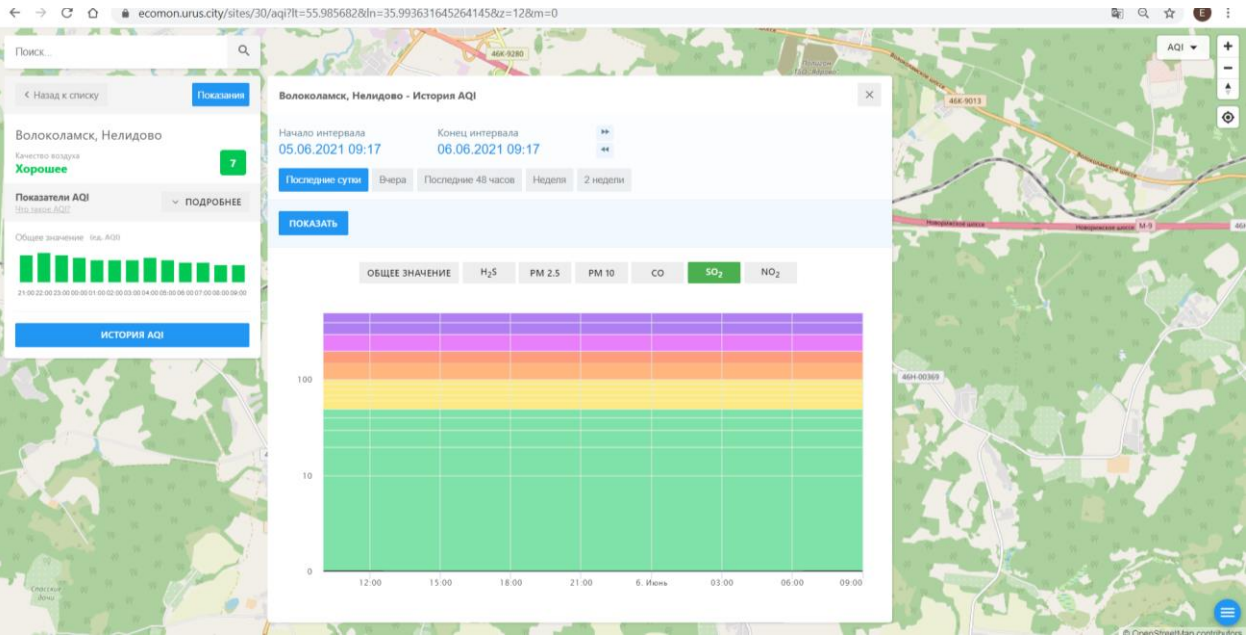 ecomon.urus.city/sites/30/aqi?lt=55.985682&ln=35.993631645264145&z=12&m=0
E
Поиск...
AQI
46К-9280
46К-9013
Назад к списку
Показания
Волоколамск, Нелидово
Качество воздуха
Хорошее
7
Показатели AQI
Что такое AQI?
ПОДРОБНЕЕ
Общее значение (ед. AQI)
21:00 22:00 23:00 00:00 01:00 02:00 03:00 04:00 05:00 06:00 07:00 08:00 09:00
ИСТОРИЯ AQI
Волоколамск, Нелидово - История AQI
Начало интервала
05.06.2021 09:17
Конец интервала
06.06.2021 09:17
Последние сутки
Вчера
Последние 48 часов
Неделя
2 недели
ПОКАЗАТЬ
ОБЩЕЕ ЗНАЧЕНИЕ
H₂S
PM 2.5
PM 10
CO
SO₂
NO₂
100
10
0
12:00 15:00 18:00 21:00 6. Июнь 03:00 06:00 09:00
Волоколамское шоссе
Новорижское шоссе
Новорижское шоссе
М-9
46Н-00369
Спасские
© OpenStreetMap contributors